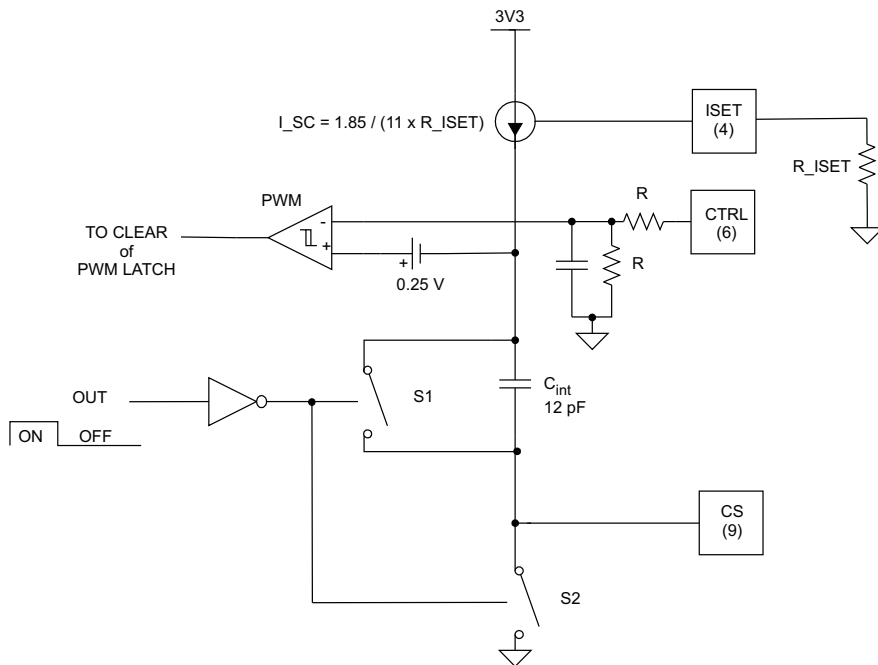 3V3
I_SC = 1.85 / (11 x R_ISET)
ISET
(4)
R_ISET
PWM
-
+
R
CTRL
(6)
TO CLEAR
of
PWM LATCH
+
0.25 V
R
OUT
ON
OFF
S1
C_int
12 pF
CS
(9)
S2